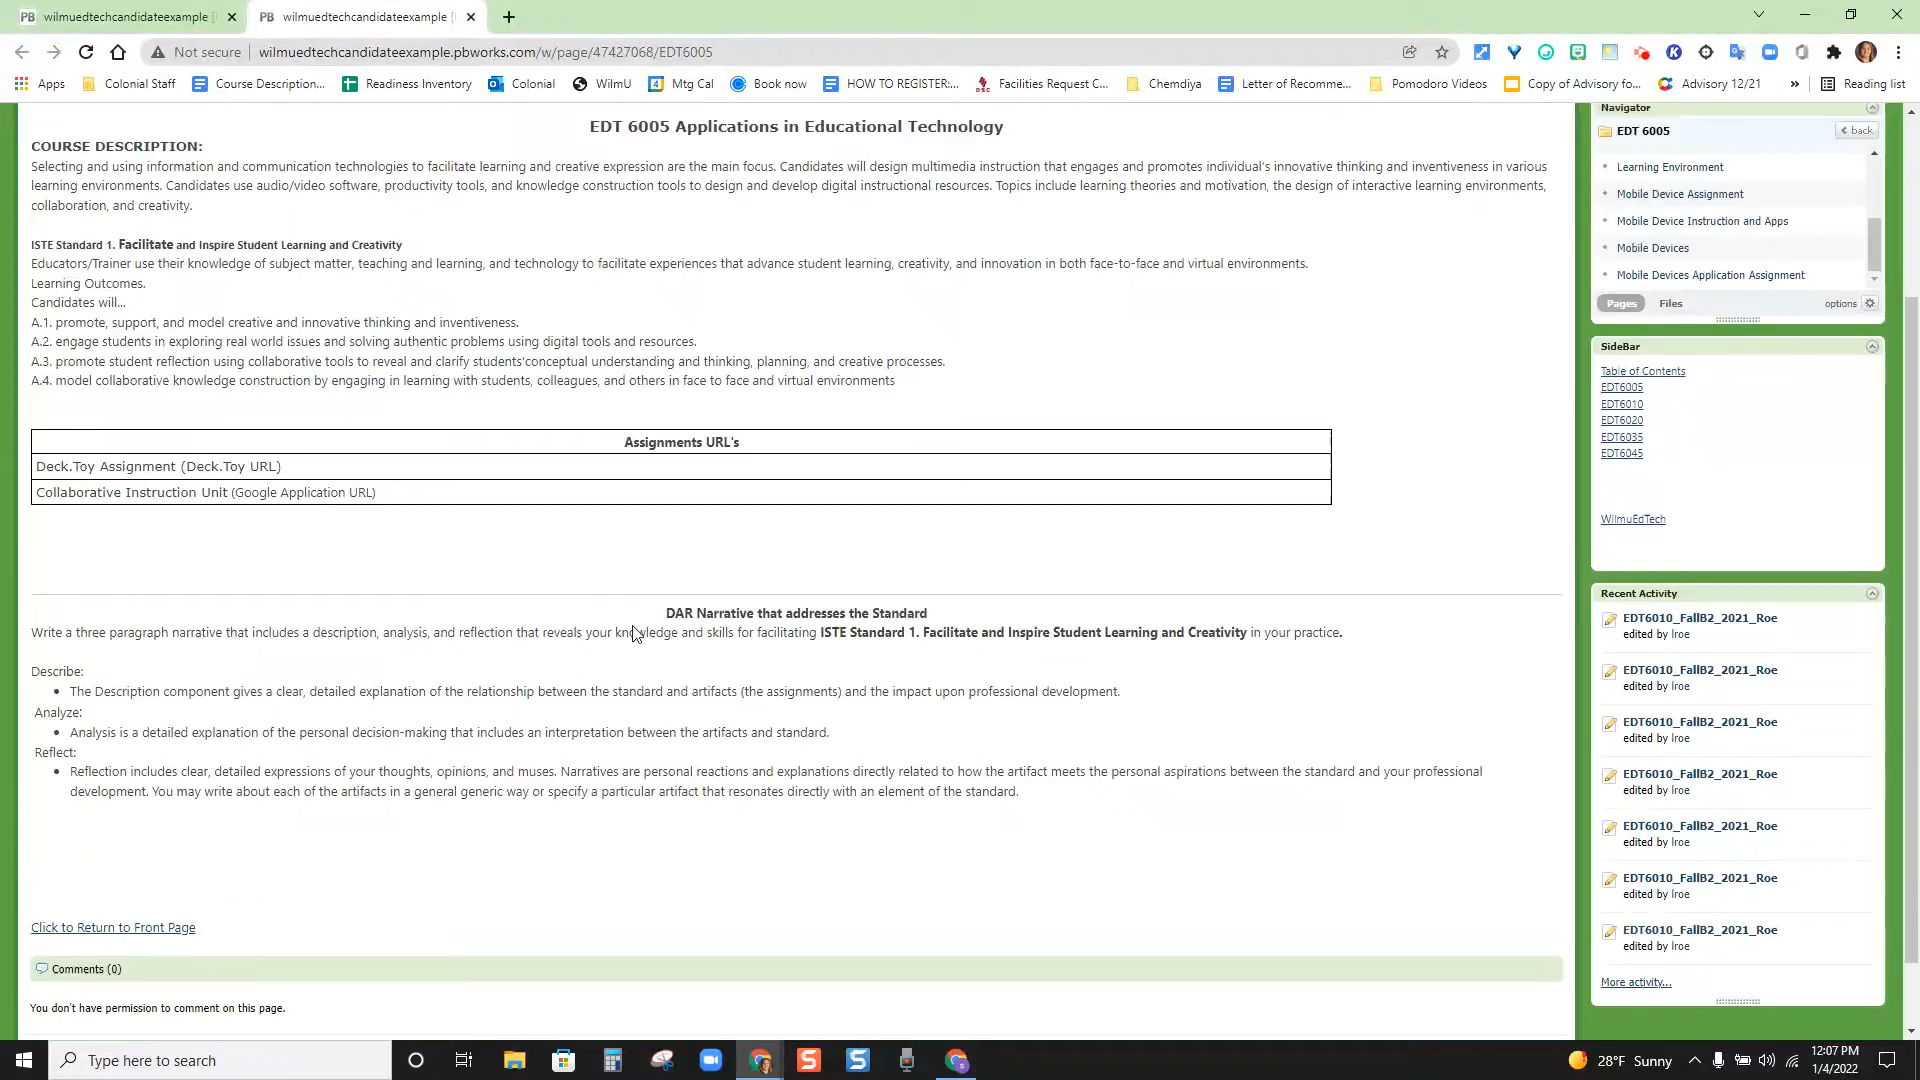 wilmuedtechcandidateexample [
wilmuedtechcandidateexample [
Not secure wilmuedtechcandidateexample.pbworks.com/w/page/47427068/EDT6005
Apps Colonial Staff Course Description... Readiness Inventory Colonial WilmU Mtg Cal Book now HOW TO REGISTER:... Facilities Request C... Chemdiya Letter of Recomme... Pomodoro Videos Copy of Advisory fo... Advisory 12/21 » Reading list
EDT 6005 Applications in Educational Technology
COURSE DESCRIPTION:
Selecting and using information and communication technologies to facilitate learning and creative expression are the main focus. Candidates will design multimedia instruction that engages and promotes individual's innovative thinking and inventiveness in various
learning environments. Candidates use audio/video software, productivity tools, and knowledge construction tools to design and develop digital instructional resources. Topics include learning theories and motivation, the design of interactive learning environments,
collaboration, and creativity.
ISTE Standard 1. Facilitate and Inspire Student Learning and Creativity
Educators/Trainer use their knowledge of subject matter, teaching and learning, and technology to facilitate experiences that advance student learning, creativity, and innovation in both face-to-face and virtual environments.
Learning Outcomes.
Candidates will...
A.1. promote, support, and model creative and innovative thinking and inventiveness.
A.2. engage students in exploring real world issues and solving authentic problems using digital tools and resources.
A.3. promote student reflection using collaborative tools to reveal and clarify students'conceptual understanding and thinking, planning, and creative processes.
A.4. model collaborative knowledge construction by engaging in learning with students, colleagues, and others in face to face and virtual environments
Assignments URL's
Deck.Toy Assignment (Deck.Toy URL)
Collaborative Instruction Unit (Google Application URL)
DAR Narrative that addresses the Standard
Write a three paragraph narrative that includes a description, analysis, and reflection that reveals your knowledge and skills for facilitating ISTE Standard 1. Facilitate and Inspire Student Learning and Creativity in your practice.
Describe:
• The Description component gives a clear, detailed explanation of the relationship between the standard and artifacts (the assignments) and the impact upon professional development.
Analyze:
• Analysis is a detailed explanation of the personal decision-making that includes an interpretation between the artifacts and standard.
Reflect:
• Reflection includes clear, detailed expressions of your thoughts, opinions, and muses. Narratives are personal reactions and explanations directly related to how the artifact meets the personal aspirations between the standard and your professional
development. You may write about each of the artifacts in a general generic way or specify a particular artifact that resonates directly with an element of the standard.
Click to Return to Front Page
Comments (0)
You don't have permission to comment on this page.
Navigator
EDT 6005 back
Learning Environment
Mobile Device Assignment
Mobile Device Instruction and Apps
Mobile Devices
Mobile Devices Application Assignment
Pages Files options
SideBar
Table of Contents
EDT6005
EDT6010
EDT6020
EDT6035
EDT6045
WilmuEdTech
Recent Activity
EDT6010_FallB2_2021_Roe
edited by lroe
EDT6010_FallB2_2021_Roe
edited by lroe
EDT6010_FallB2_2021_Roe
edited by lroe
EDT6010_FallB2_2021_Roe
edited by lroe
EDT6010_FallB2_2021_Roe
edited by lroe
EDT6010_FallB2_2021_Roe
edited by lroe
EDT6010_FallB2_2021_Roe
edited by lroe
More activity...
Type here to search
28°F Sunny
12:07 PM
1/4/2022